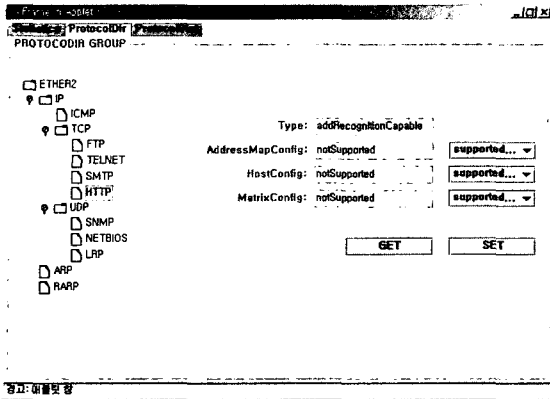 ProtocolDir
PROTOCODIR GROUP
ETHER2
IP
ICMP
TCP
FTP
TELNET
SMTP
HTTP
UDP
SNMP
NETBIOS
LRP
ARP
RARP
Type: addRecognitionCapable
AddressMapConfig: notSupported supported...
HostConfig: notSupported supported...
MatrixConfig: notSupported supported...
GET SET
경고: 애플릿 창